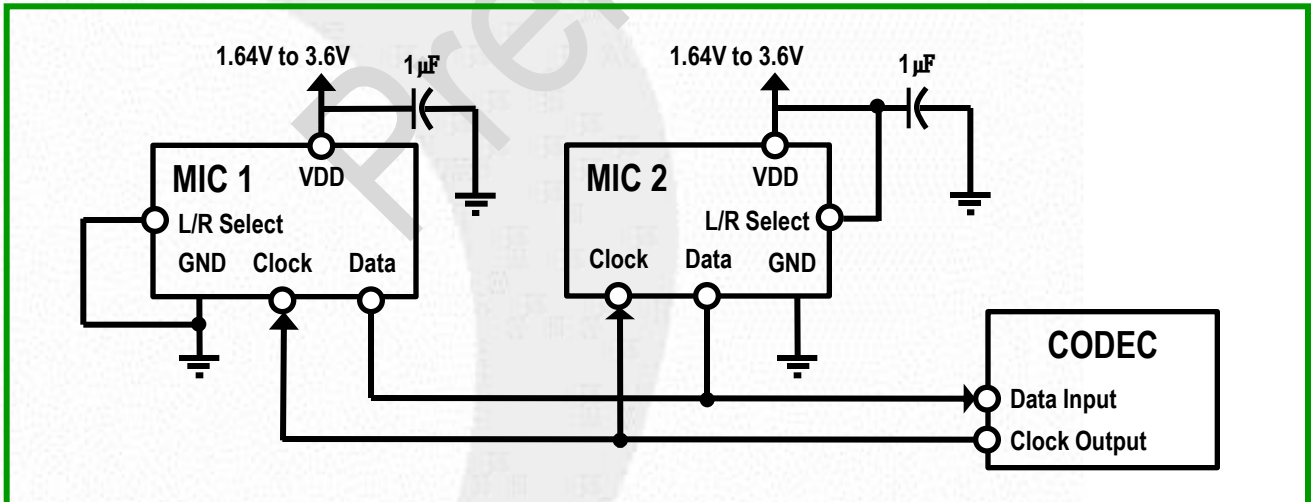 Pre
1.64V to 3.6V
1µF
MIC 1
VDD
L/R Select
GND Clock Data
1.64V to 3.6V
1µF
MIC 2
VDD
L/R Select
Clock Data GND
CODEC
Data Input
Clock Output